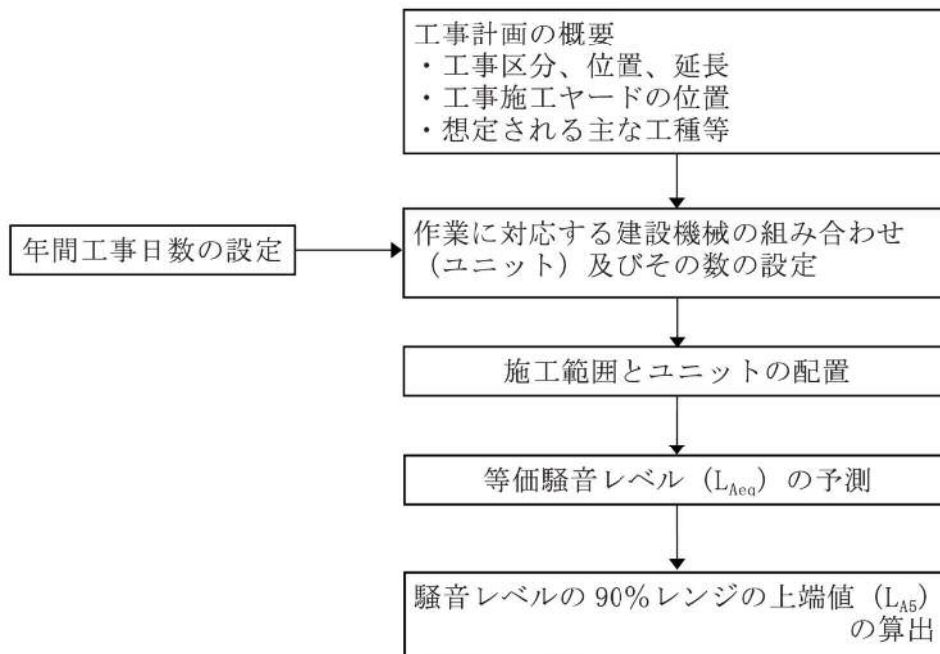 工事計画の概要
・工事区分、位置、延長
・工事施工ヤードの位置
・想定される主な工種等
年間工事日数の設定
作業に対応する建設機械の組み合わせ
（ユニット）及びその数の設定
施工範囲とユニットの配置
等価騒音レベル（LAeq）の予測
騒音レベルの 90%レンジの上端値（LA5）
の算出